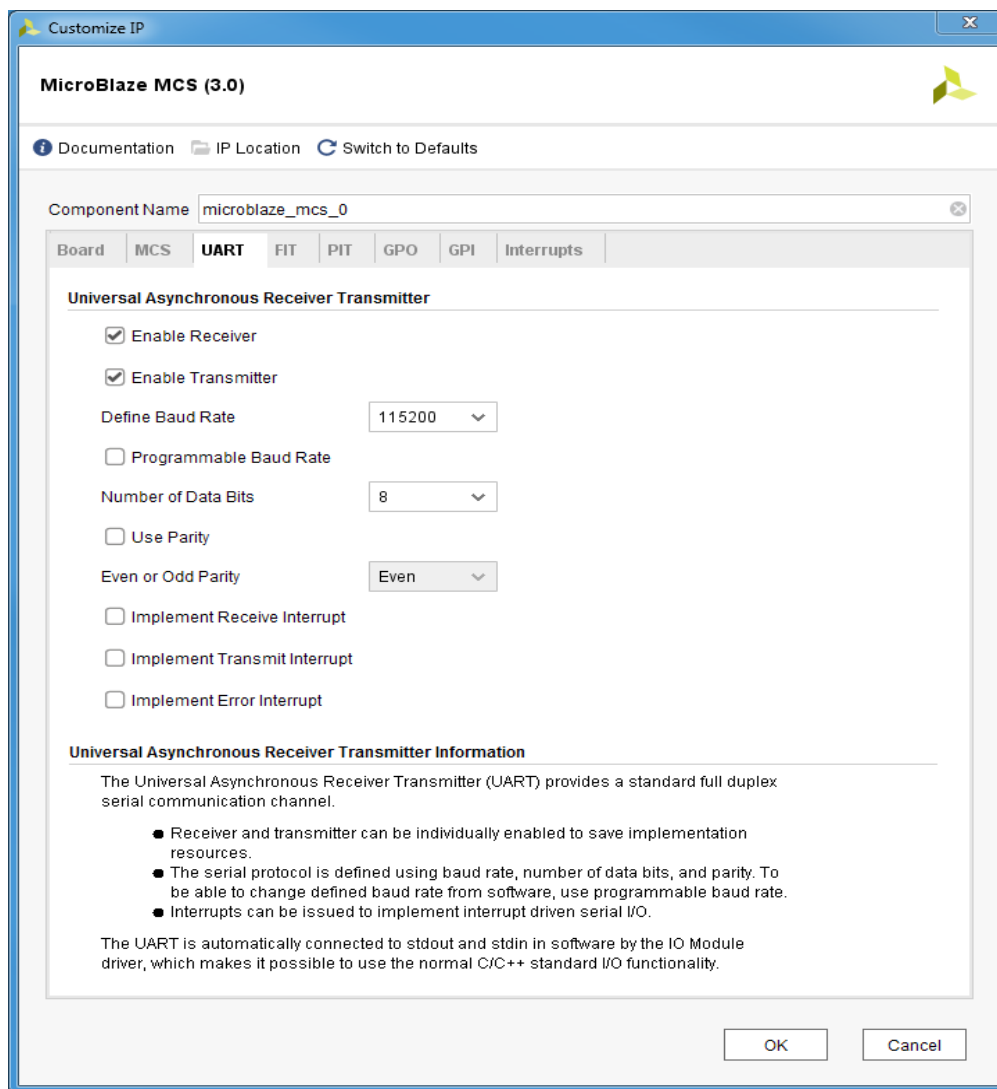 Customize IP
MicroBlaze MCS (3.0)
Documentation IP Location Switch to Defaults
Component Name microblaze_mcs_0
Board MCS UART FIT PIT GPO GPI Interrupts
Universal Asynchronous Receiver Transmitter
Enable Receiver
Enable Transmitter
Define Baud Rate 115200
Programmable Baud Rate
Number of Data Bits 8
Use Parity
Even or Odd Parity Even
Implement Receive Interrupt
Implement Transmit Interrupt
Implement Error Interrupt
Universal Asynchronous Receiver Transmitter Information
The Universal Asynchronous Receiver Transmitter (UART) provides a standard full duplex
serial communication channel.
Receiver and transmitter can be individually enabled to save implementation
resources.
The serial protocol is defined using baud rate, number of data bits, and parity. To
be able to change defined baud rate from software, use programmable baud rate.
Interrupts can be issued to implement interrupt driven serial I/O.
The UART is automatically connected to stdout and stdin in software by the IO Module
driver, which makes it possible to use the normal C/C++ standard I/O functionality.
OK Cancel